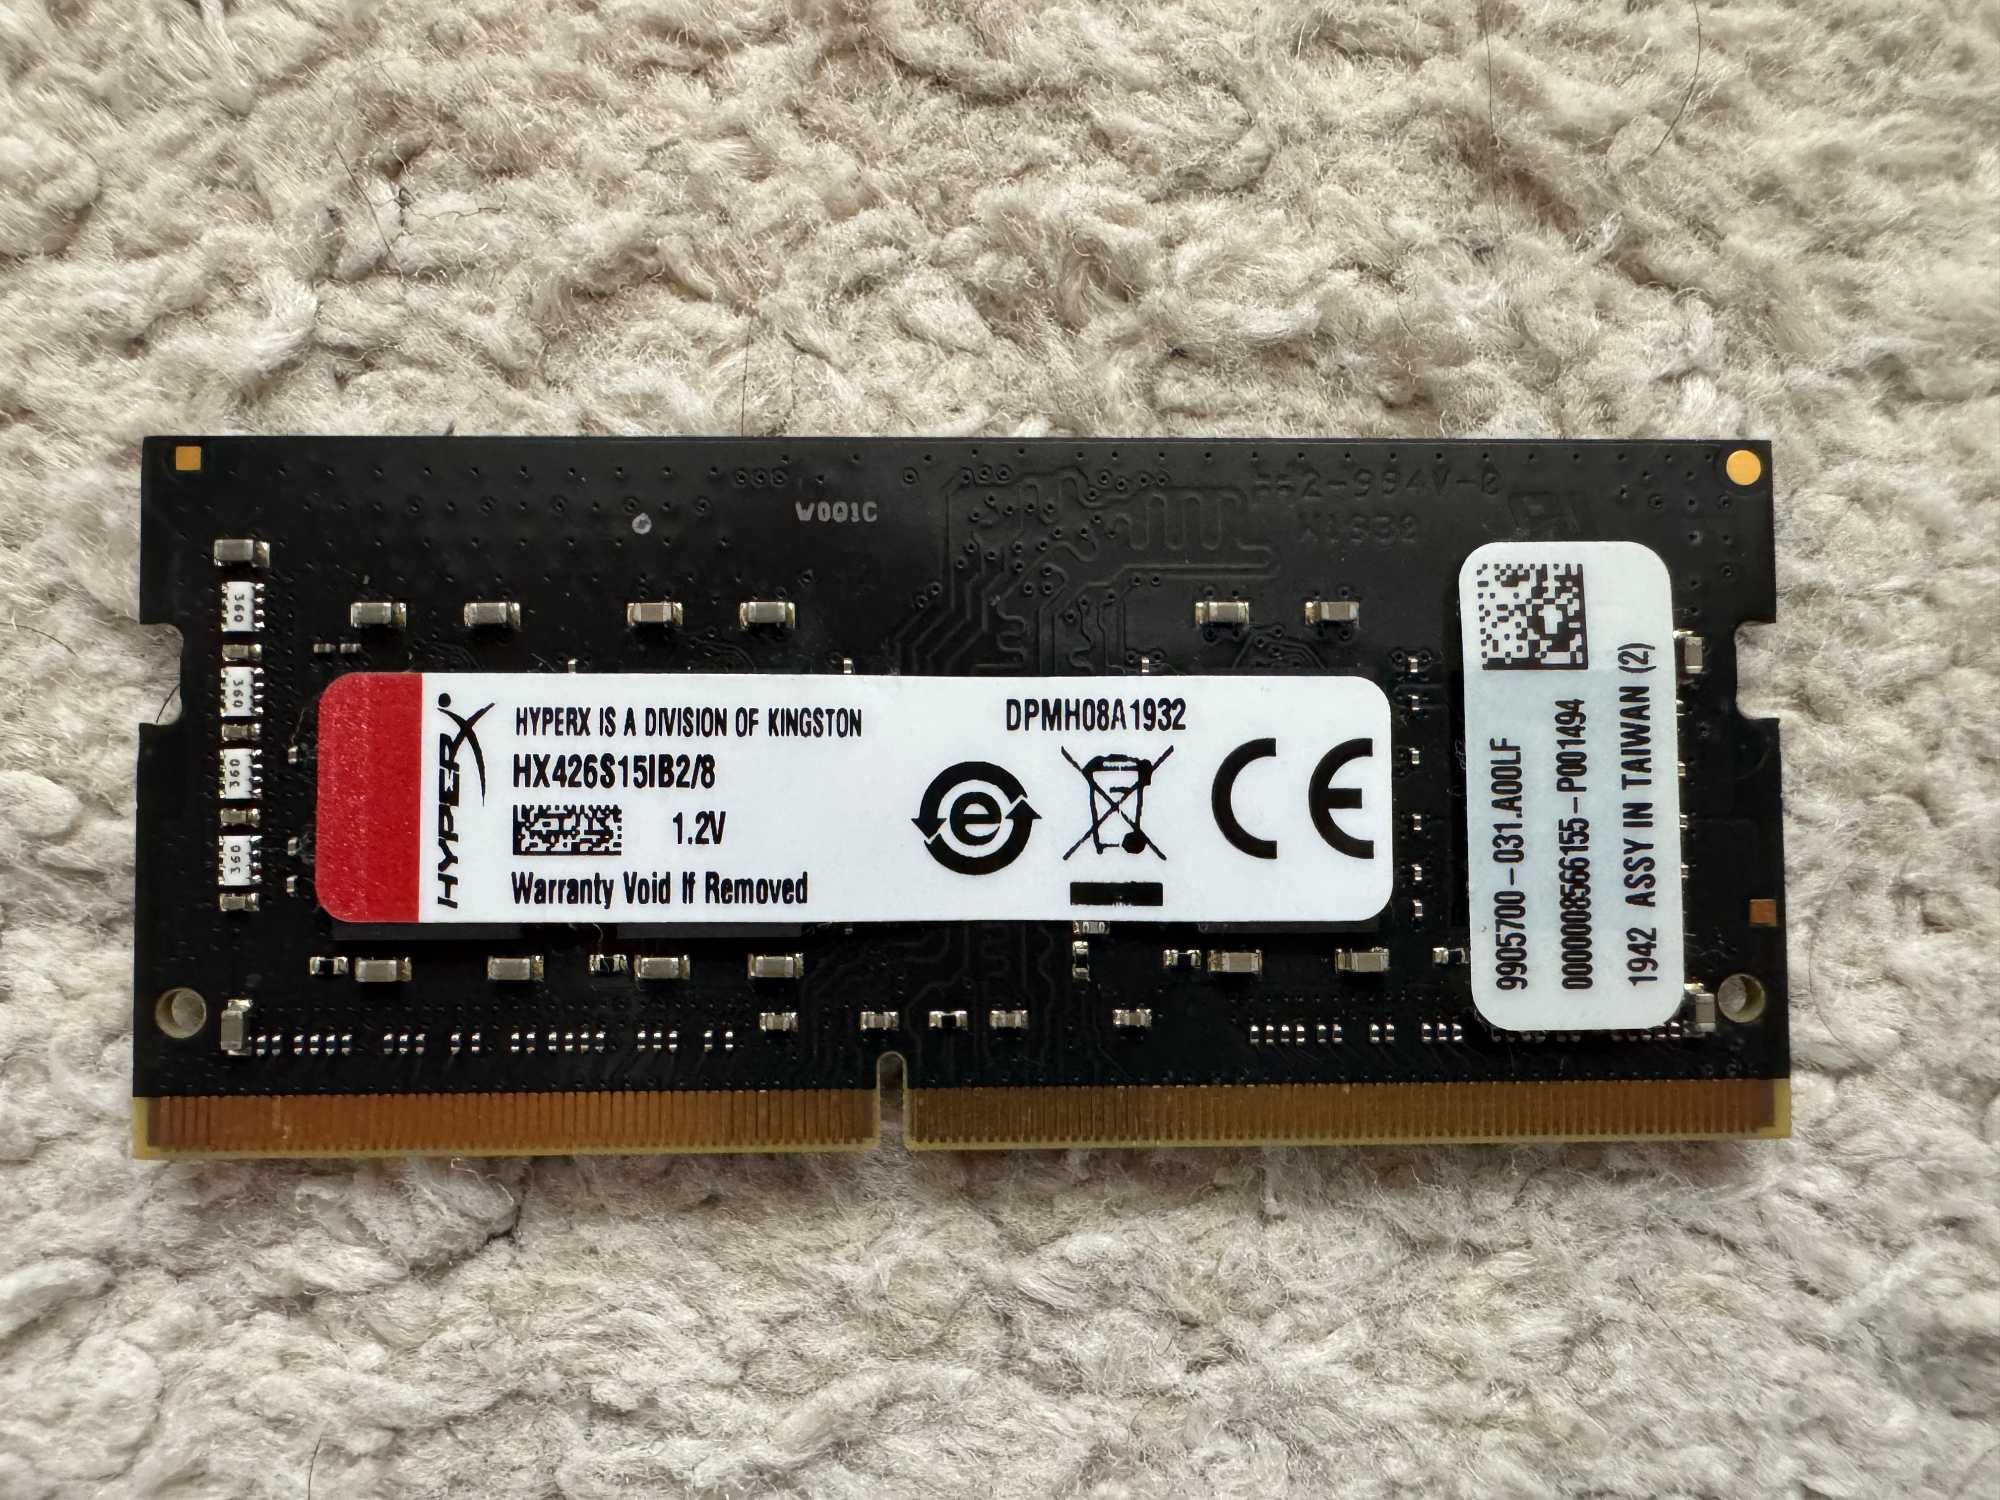 W001C
360
360
360
360
HYPERX
HYPERX IS A DIVISION OF KINGSTON
HX426S15IB2/8
1.2V
Warranty Void If Removed
DPMH08A1932
e
CE
9905700-031.A00LF
0000008566155-P001494
1942 ASSY IN TAIWAN (2)